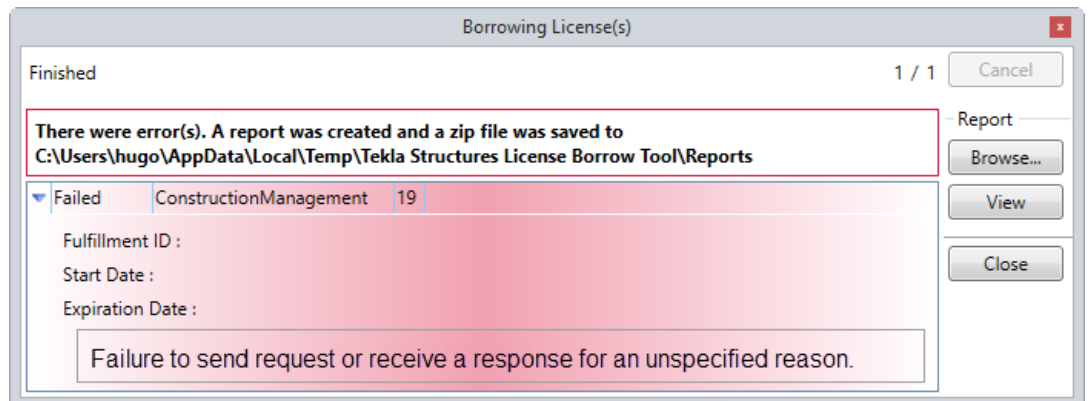 Borrowing License(s)
x
Finished
1 / 1
Cancel
There were error(s). A report was created and a zip file was saved to
C:\Users\hugo\AppData\Local\Temp\Tekla Structures License Borrow Tool\Reports
Report
Browse...
View
Close
Failed ConstructionManagement 19
Fulfillment ID :
Start Date :
Expiration Date :
Failure to send request or receive a response for an unspecified reason.